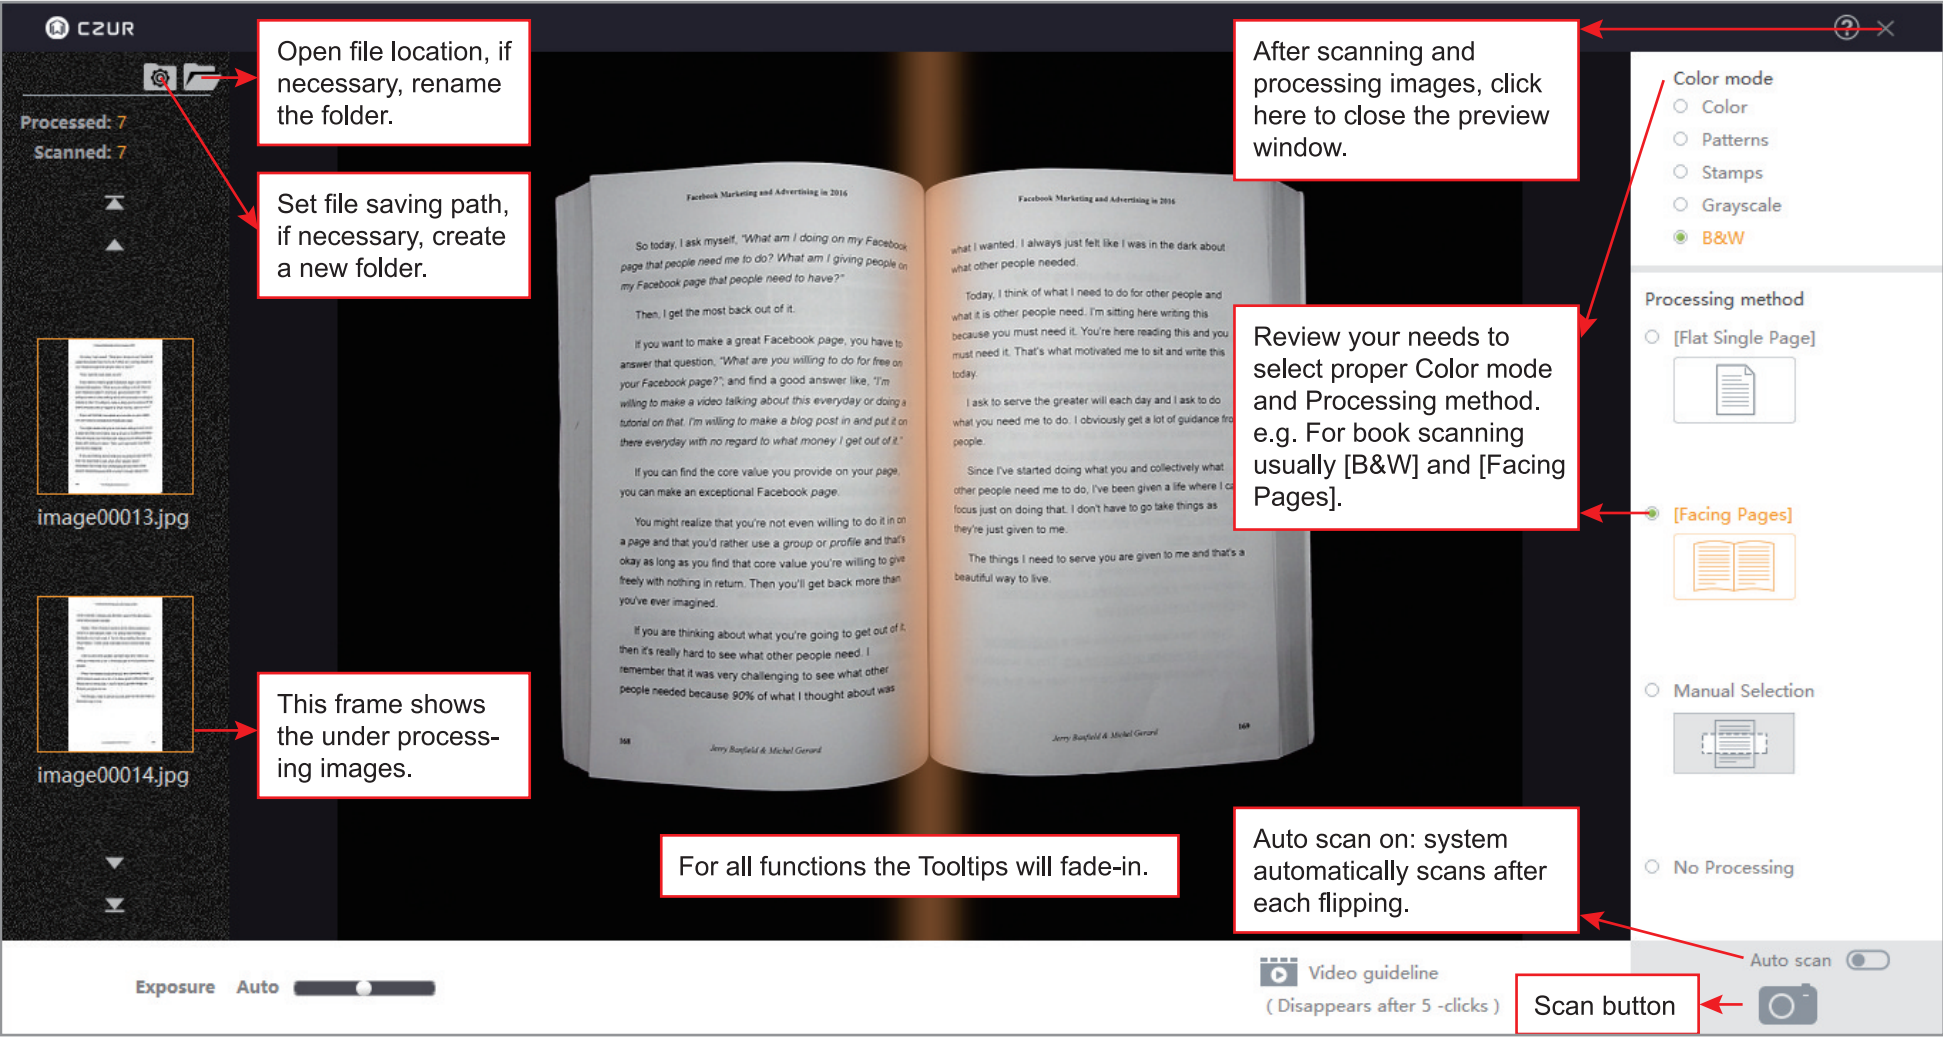 CZUR
Open file location, if
necessary, rename
the folder.
After scanning and
processing images, click
here to close the preview
window.
Processed: 7
Scanned: 7
Set file saving path,
if necessary, create
a new folder.
image00013.jpg
image00014.jpg
This frame shows
the under process-
ing images.
Facebook Marketing and Advertising in 2016
So today, I ask myself, "What am I doing on my Facebook
page that people need me to do? What am I giving people on
my Facebook page that people need to have?"
Then, I get the most back out of it.
If you want to make a great Facebook page, you have to
answer that question, "What are you willing to do for free on
your Facebook page?"; and find a good answer like, "I'm
willing to make a video talking about this everyday or doing a
tutorial on that. I'm willing to make a blog post in and put it on
there everyday with no regard to what money I get out of it."
If you can find the core value you provide on your page,
you can make an exceptional Facebook page.
You might realize that you're not even willing to do it in on
a page and that you'd rather use a group or profile and that's
okay as long as you find that core value you're willing to give
freely with nothing in return. Then you'll get back more than
you've ever imagined.
If you are thinking about what you're going to get out of it,
then it's really hard to see what other people need. I
remember that it was very challenging to see what other
people needed because 90% of what I thought about was
168
Jerry Banfield & Michel Gerard
Facebook Marketing and Advertising in 2016
what I wanted. I always just felt like I was in the dark about
what other people needed.
Today, I think of what I need to do for other people and
what it is other people need. I'm sitting here writing this
because you must need it. You're here reading this and you
must need it. That's what motivated me to sit and write this
today.
I ask to serve the greater will each day and I ask to do
what you need me to do. I obviously get a lot of guidance fro
people.
Since I've started doing what you and collectively what
other people need me to do, I've been given a life where I ca
focus just on doing that. I don't have to go take things as
they're just given to me.
The things I need to serve you are given to me and that's a
beautiful way to live.
Jerry Banfield & Michel Gerard
169
For all functions the Tooltips will fade-in.
Color mode
Color
Patterns
Stamps
Grayscale
B&W
Review your needs to
select proper Color mode
and Processing method.
e.g. For book scanning
usually [B&W] and [Facing
Pages].
Processing method
[Flat Single Page]
[Facing Pages]
Manual Selection
No Processing
Auto scan on: system
automatically scans after
each flipping.
Auto scan
Exposure Auto
Video guideline
( Disappears after 5 -clicks )
Scan button